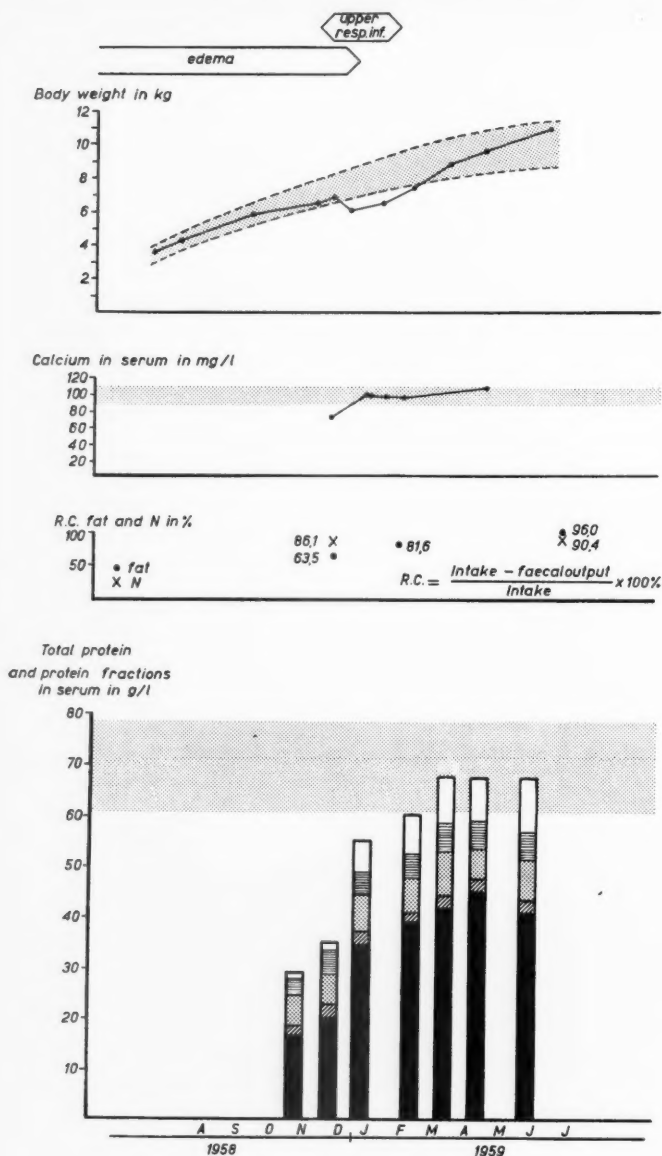 upper
resp.inf.
edema
Body weight in kg
12
10
8
6
4
2
Calcium in serum in mg/l
120
100
80
60
40
20
R.C. fat and N in %
100
50
fat
N
86,1
63,5
81,6
96,0
90,4
R.C. = Intake - faecaloutput
Intake
x100%
Total protein
and protein fractions
in serum in g/l
80
70
60
50
40
30
20
10
A S O N D J F M A M J J
1958 1959